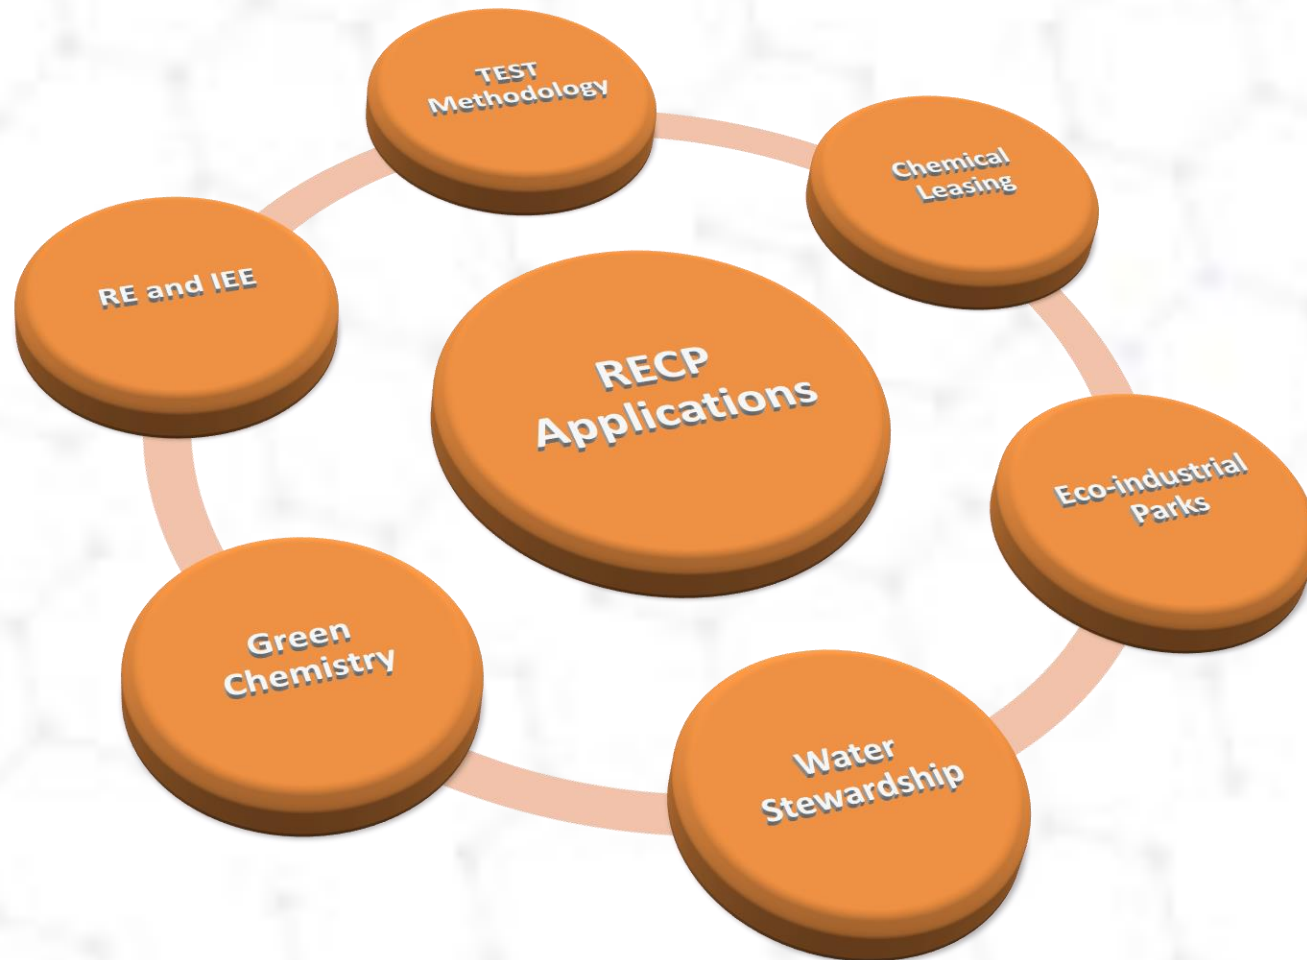 TEST
Methodology
Chemical
Leasing
RE and IEE
RECP
Applications
Eco-industrial
Parks
Green
Chemistry
Water
Stewardship